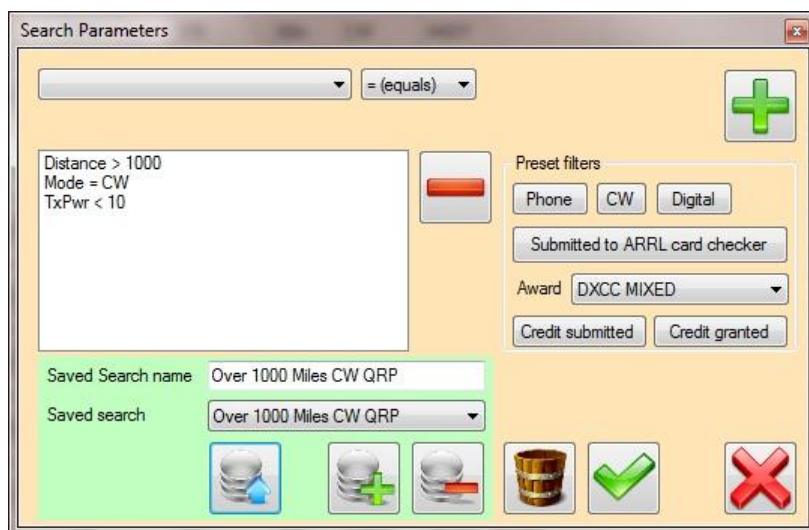 Search Parameters
= (equals)
Distance > 1000
Mode = CW
TxPwr < 10
Preset filters
Phone CW Digital
Submitted to ARRL card checker
Award DXCC MIXED
Credit submitted Credit granted
Saved Search name Over 1000 Miles CW QRP
Saved search Over 1000 Miles CW QRP